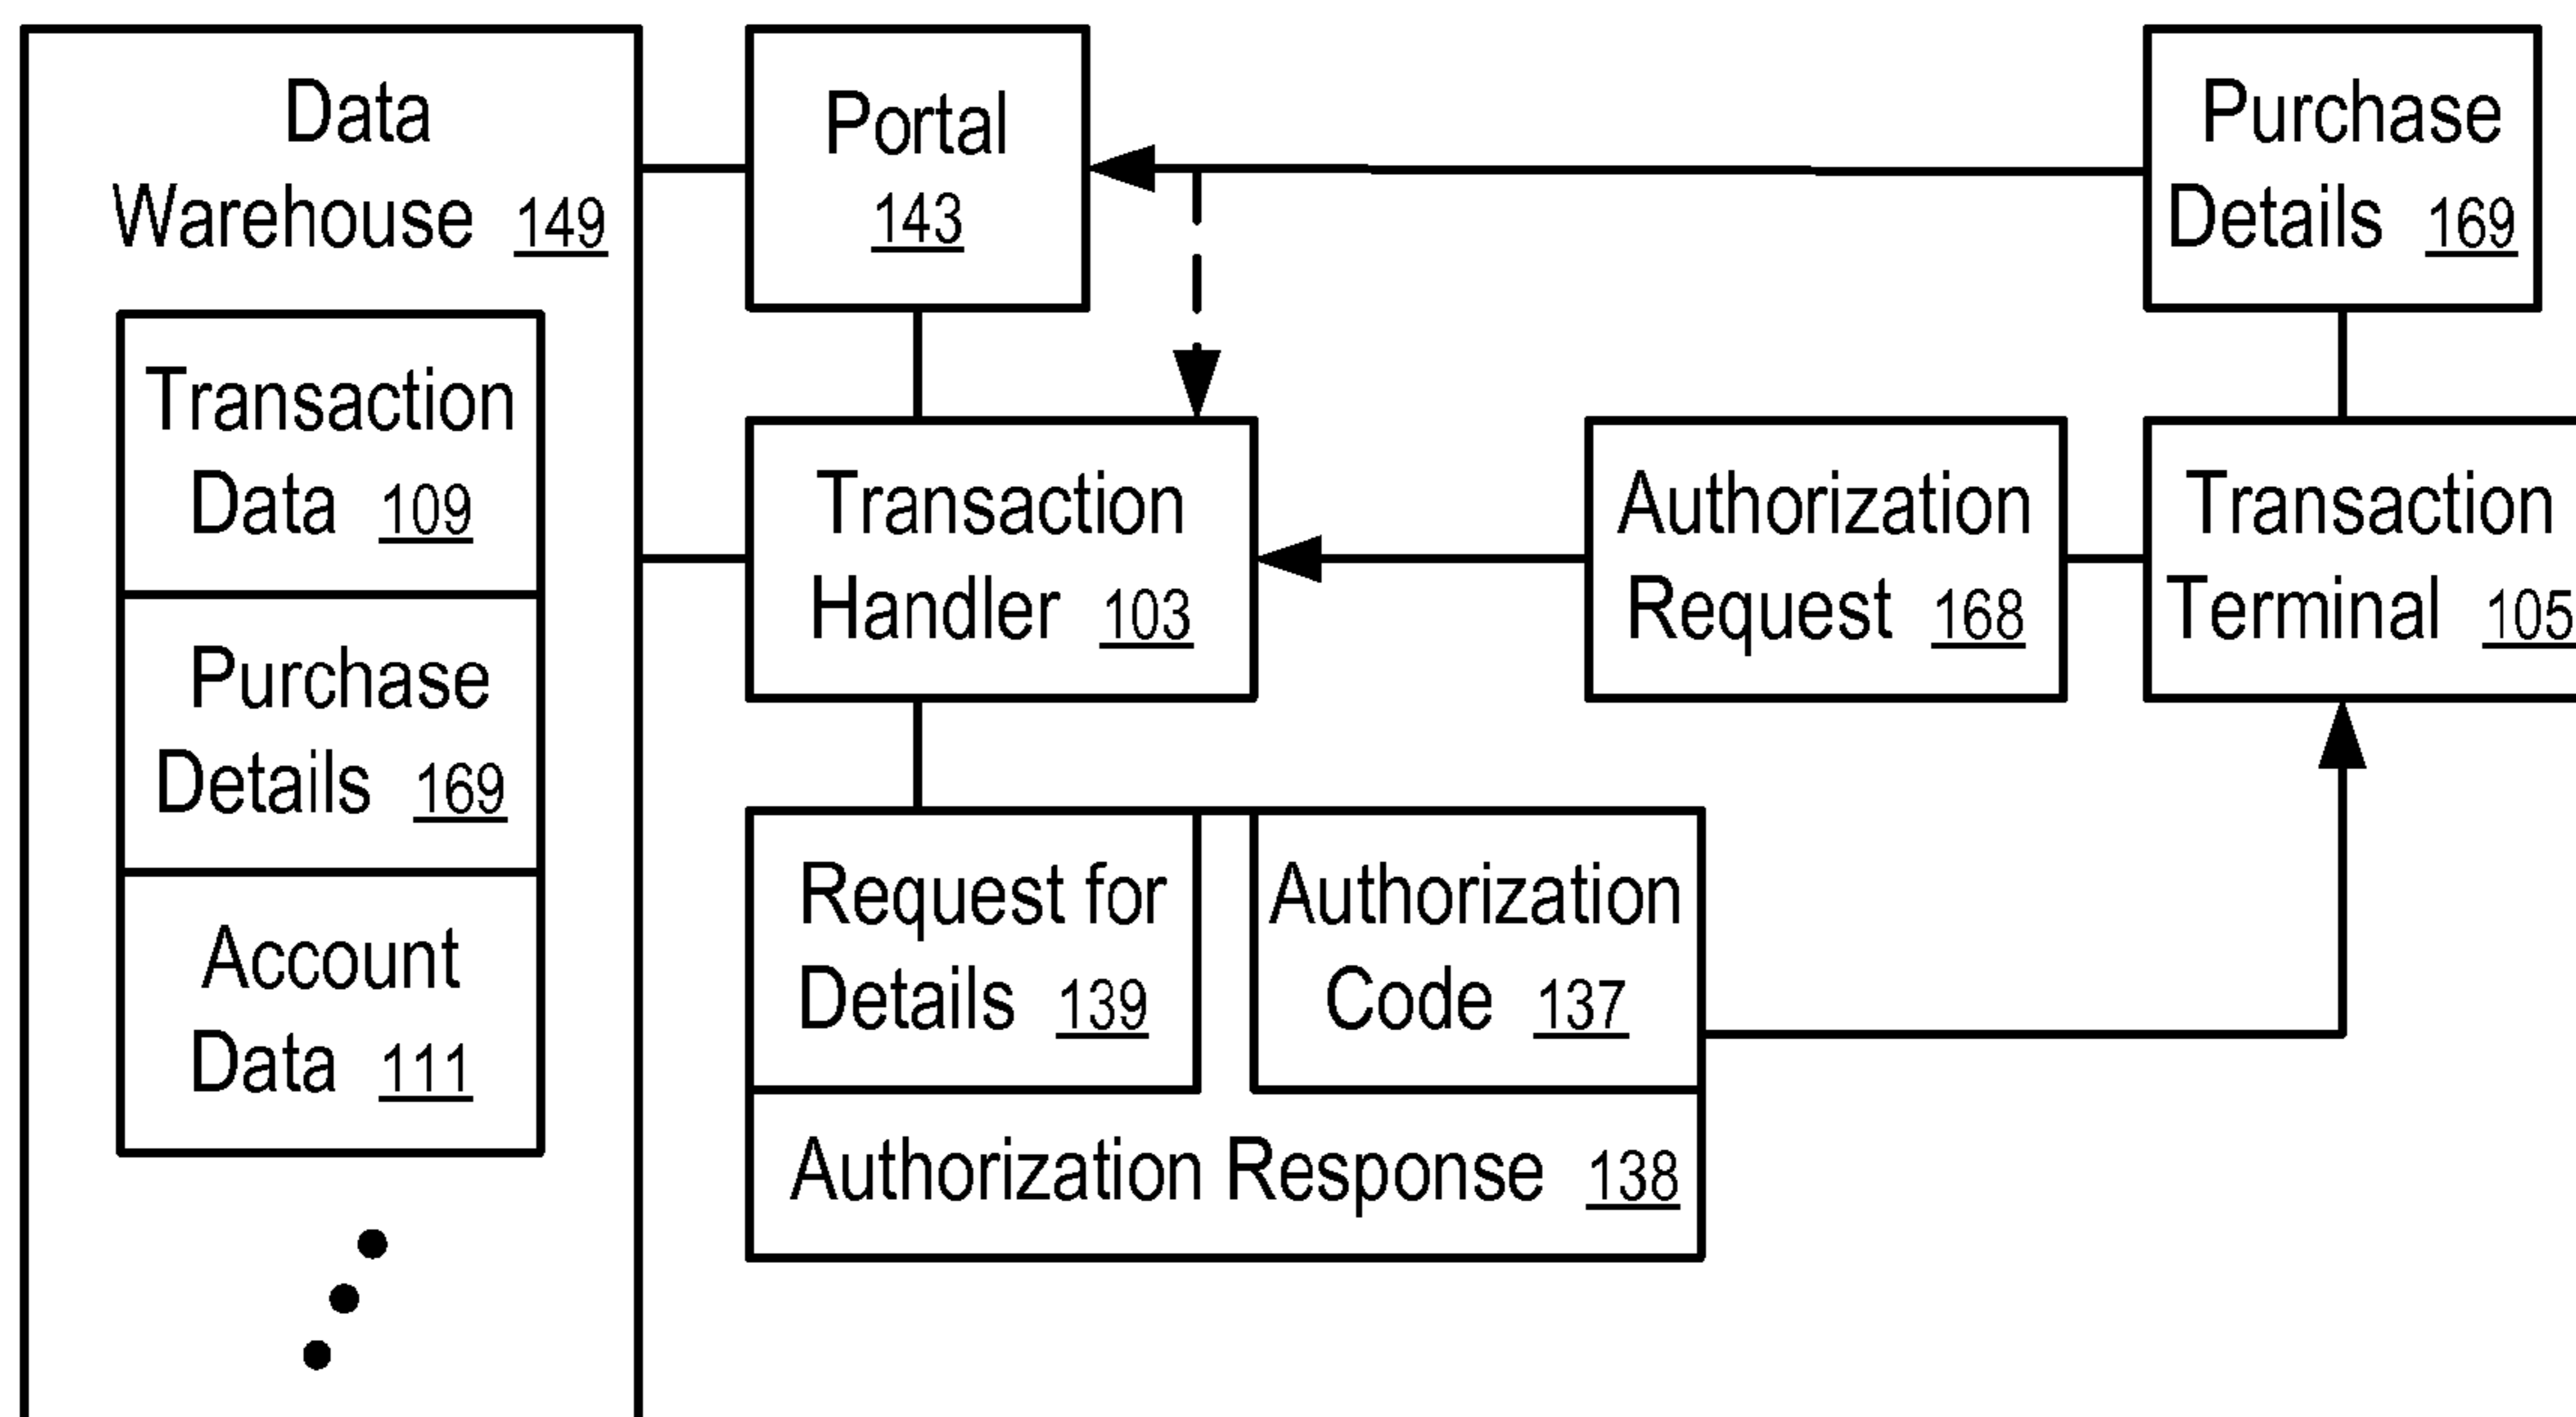 Data
Warehouse 149
Transaction
Data 109
Purchase
Details 169
Account
Data 111
Portal
143
Purchase
Details 169
Transaction
Handler 103
Authorization
Request 168
Transaction
Terminal 105
Request for
Details 139
Authorization
Code 137
Authorization Response 138